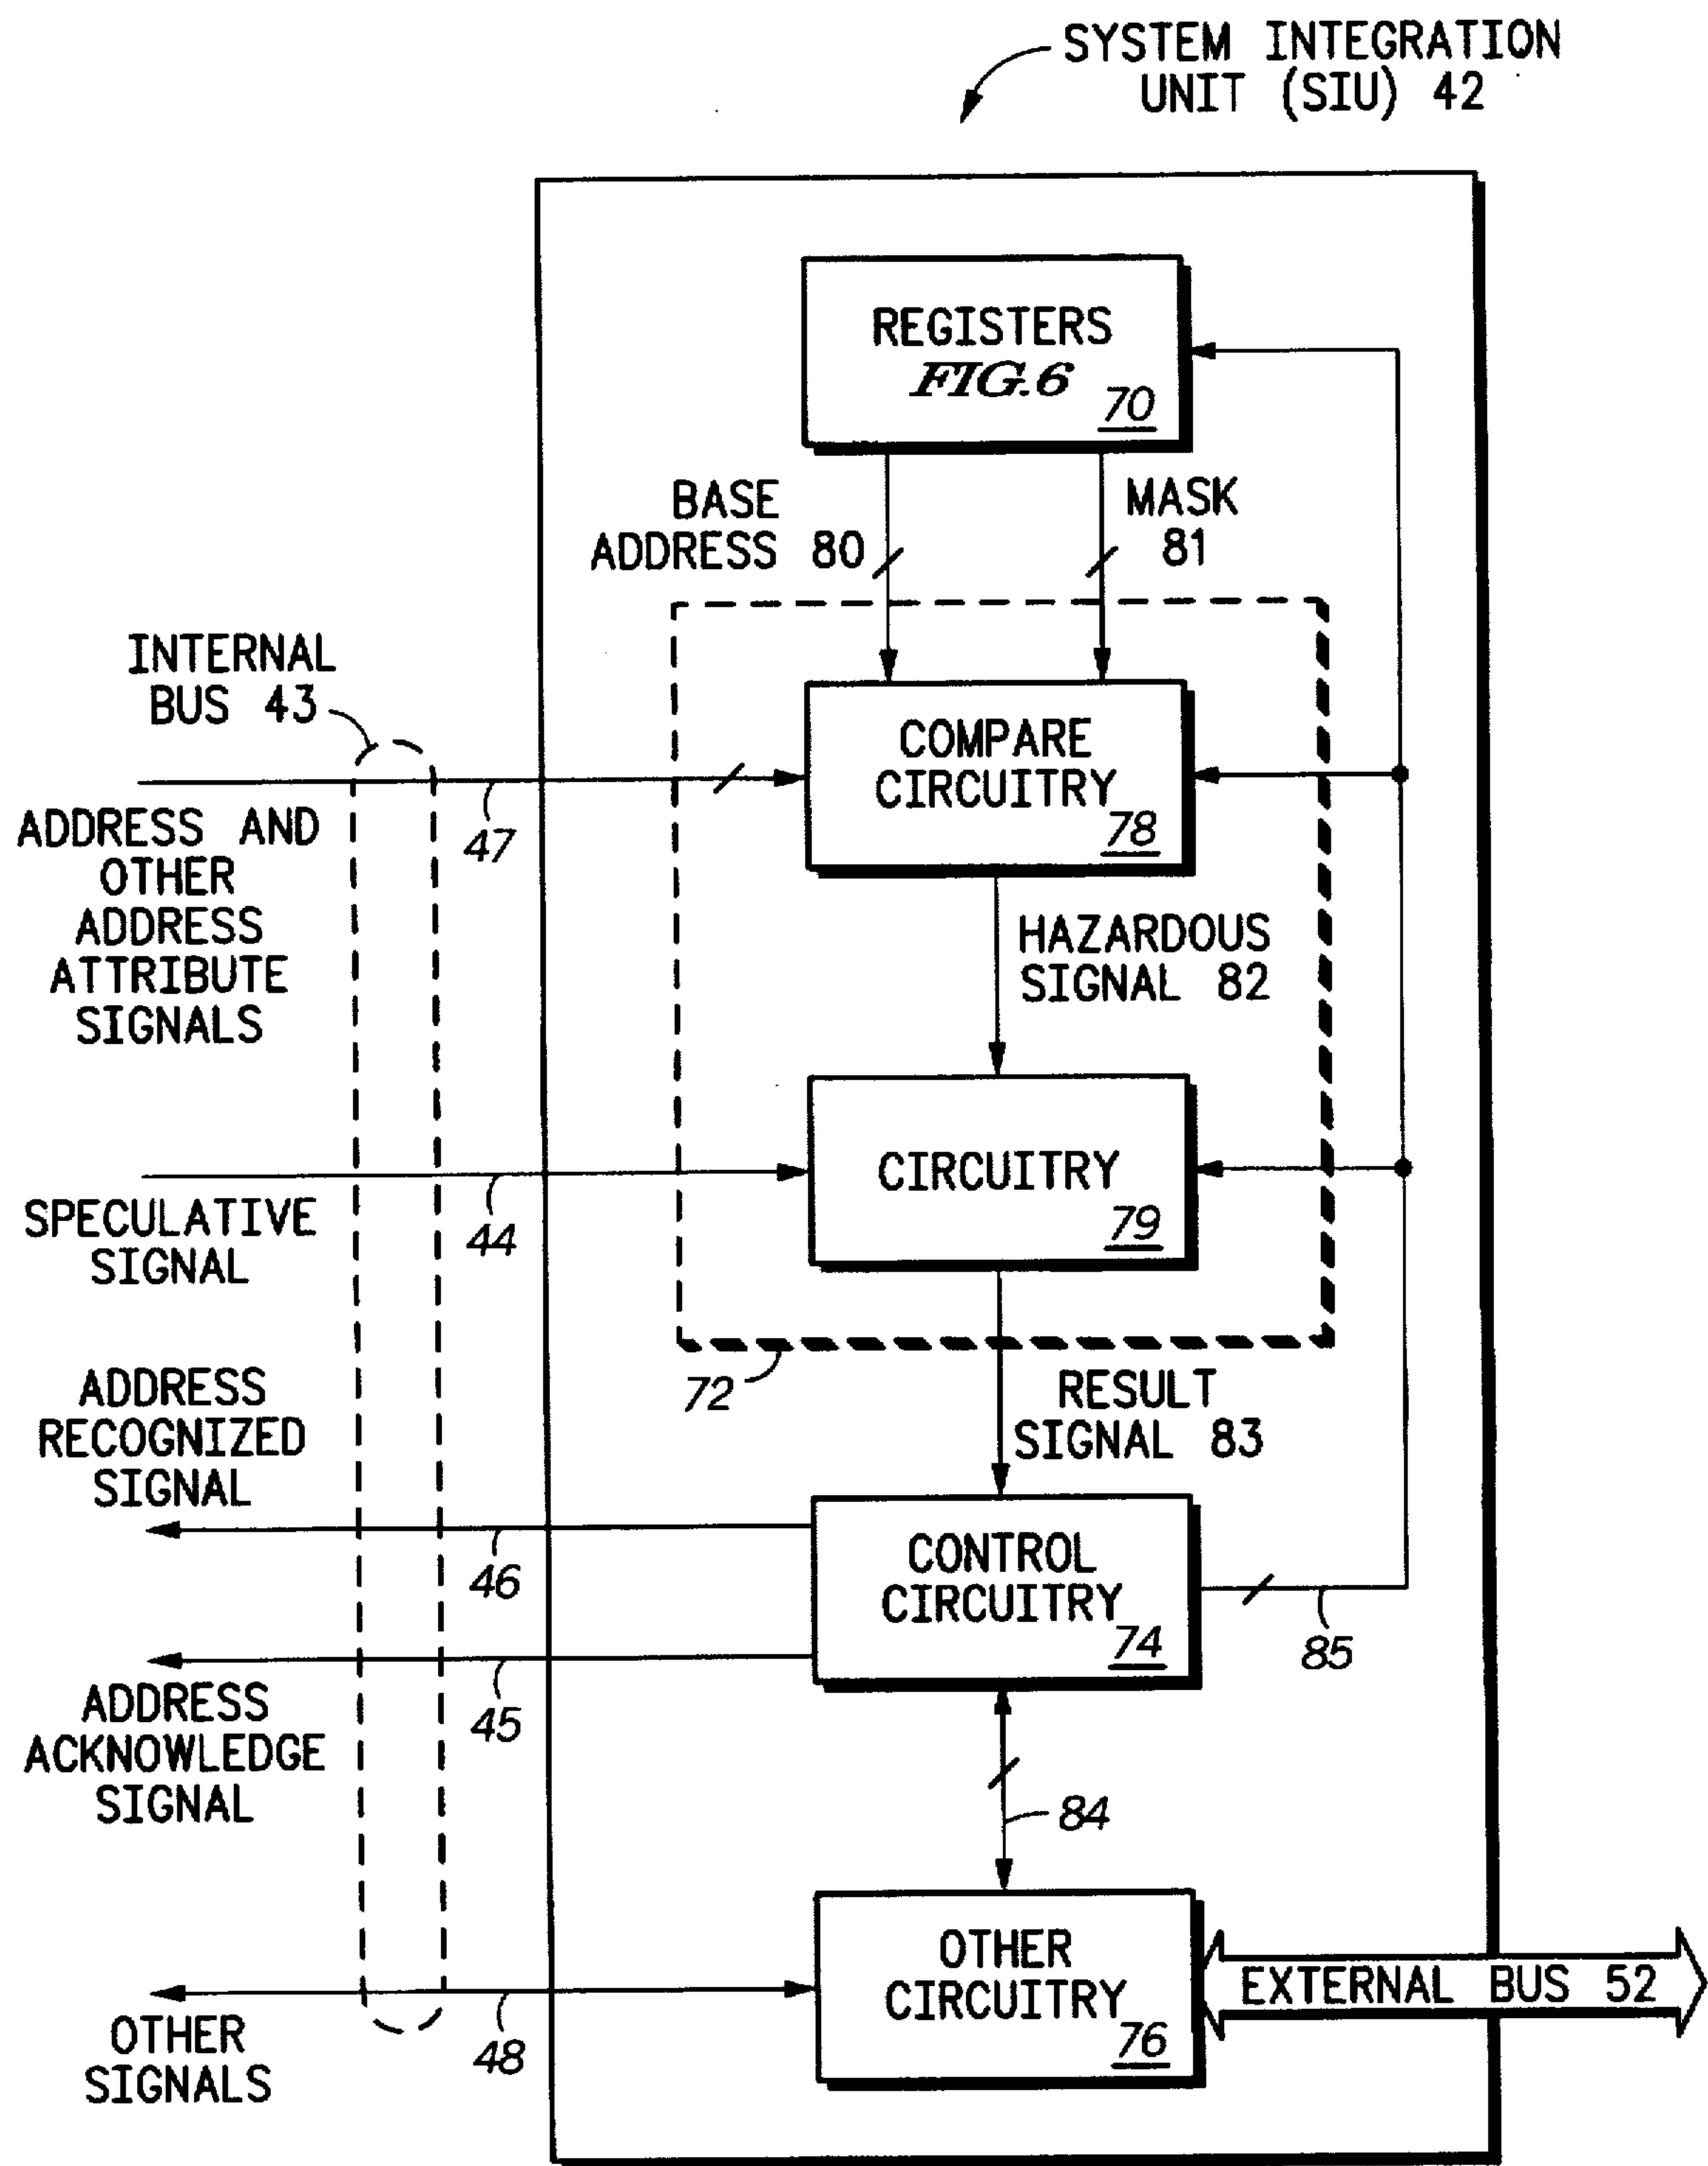 SYSTEM INTEGRATION
UNIT (SIU) 42
REGISTERS
FIG.6
70
BASE
ADDRESS 80
MASK
81
INTERNAL
BUS 43
COMPARE
CIRCUITRY
78
47
ADDRESS AND
OTHER
ADDRESS
ATTRIBUTE
SIGNALS
HAZARDOUS
SIGNAL 82
CIRCUITRY
79
44
SPECULATIVE
SIGNAL
72
RESULT
SIGNAL 83
ADDRESS
RECOGNIZED
SIGNAL
46
CONTROL
CIRCUITRY
74
85
45
ADDRESS
ACKNOWLEDGE
SIGNAL
84
OTHER
CIRCUITRY
76
EXTERNAL BUS 52
48
OTHER
SIGNALS